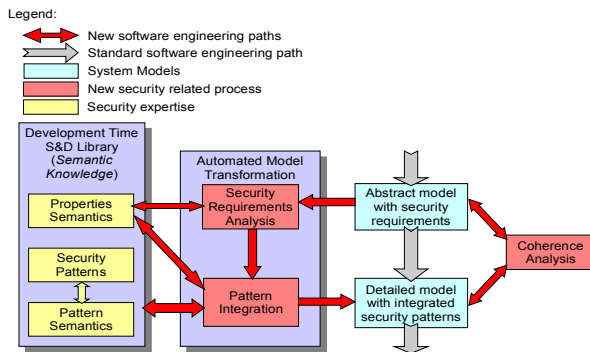 Legend:
New software engineering paths
Standard software engineering path
System Models
New security related process
Security expertise
Development Time
S&D Library
(Semantic
Knowledge)
Properties
Semantics
Security
Patterns
Pattern
Semantics
Automated Model
Transformation
Security
Requirements
Analysis
Pattern
Integration
Abstract model
with security
requirements
Detailed model
with integrated
security patterns
Coherence
Analysis